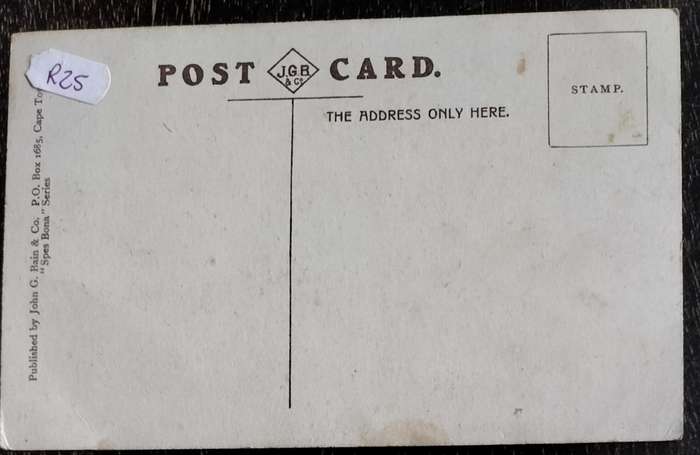 R25
POST J.G.B & Co CARD.
STAMP.
THE ADDRESS ONLY HERE.
Published by John G. Bain & Co. P.O. Box 1685, Cape
"Spes Bona" Series